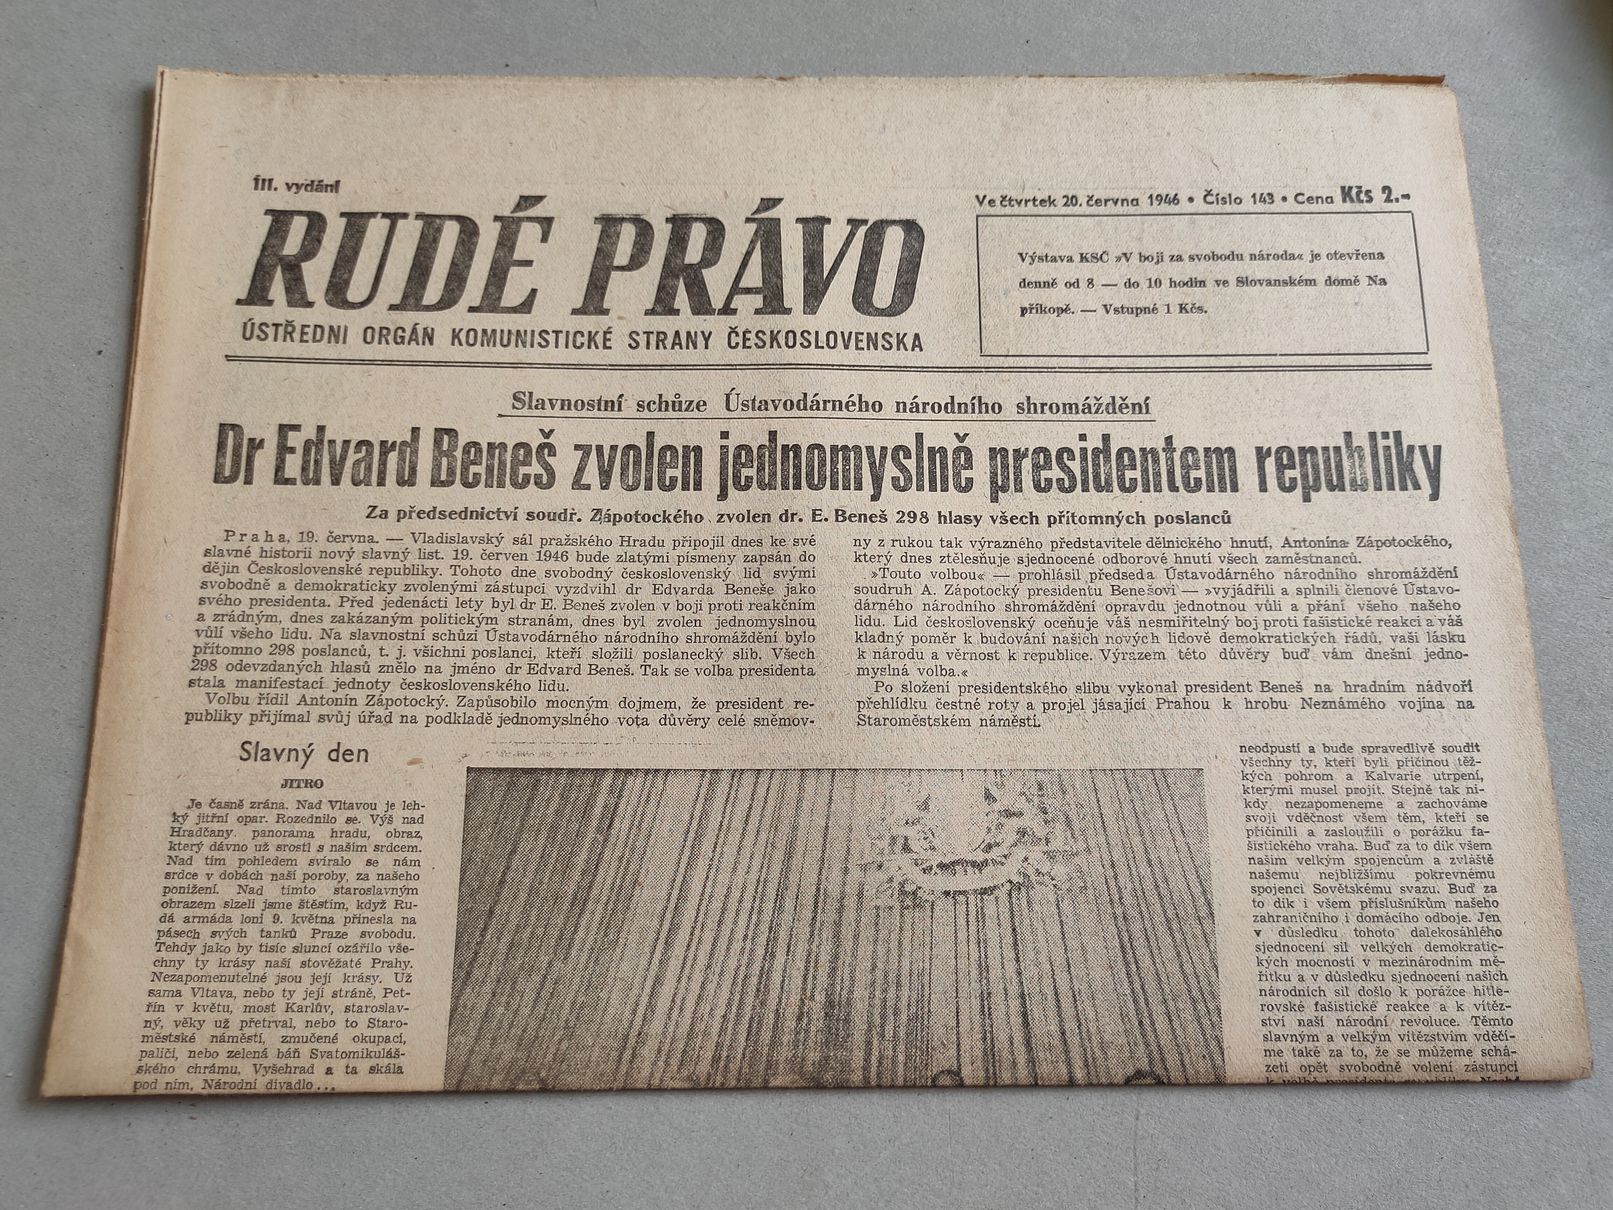 III. vydání
RUDÉ PRÁVO
ÚSTŘEDNI ORGÁN KOMUNISTICKÉ STRANY ČESKOSLOVENSKA
Ve čtvrtek 20. června 1946 • Číslo 143 • Cena Kčs 2.-
Výstava KSČ »V boji za svobodu národa« je otevřena
denně od 8 — do 10 hodin ve Slovanském domě Na
příkopě. — Vstupné 1 Kčs.
Slavnostní schůze Ústavodárného národního shromáždění
Dr Edvard Beneš zvolen jednomyslně presidentem republiky
Za předsednictví soudř. Zápotockého zvolen dr. E. Beneš 298 hlasy všech přítomných poslanců
Praha, 19. června. — Vladislavský sál pražského Hradu připojil dnes ke své
slavné historii nový slavný list. 19. červen 1946 bude zlatými písmeny zapsán do
dějin Československé republiky. Tohoto dne svobodný československý lid svými
svobodně a demokraticky zvolenými zástupci vyzdvihl dr Edvarda Beneše jako
svého presidenta. Před jedenácti lety byl dr E. Beneš zvolen v boji proti reakčním
a zrádným, dnes zakázaným politickým stranám, dnes byl zvolen jednomyslnou
vůlí všeho lidu. Na slavnostní schůzi Ústavodárného národního shromáždění bylo
přítomno 298 poslanců, t. j. všichni poslanci, kteří složili poslanecký slib. Všech
298 odevzdaných hlasů znělo na jméno dr Edvard Beneš. Tak se volba presidenta
stala manifestací jednoty československého lidu.
Volbu řídil Antonín Zápotocký. Zapůsobilo mocným dojmem, že president re-
publiky přijímal svůj úřad na podkladě jednomyslného vota důvěry celé sněmov-
ny z rukou tak výrazného představitele dělnického hnutí, Antonína Zápotockého,
který dnes ztělesňuje sjednocené odborové hnutí všech zaměstnanců.
»Touto volbou« — prohlásil předseda Ústavodárného národního shromáždění
soudruh A. Zápotocký presidentu Benešovi — »vyjádřili a splnili členové Ústavo-
dárného národního shromáždění opravdu jednotnou vůli a přání všeho našeho
lidu. Lid československý oceňuje váš nesmiřitelný boj proti fašistické reakci a váš
kladný poměr k budování našich nových lidově demokratických řádů, vaši lásku
k národu a věrnost k republice. Výrazem této důvěry buď vám dnešní jedno-
myslná volba.«
Po složení presidentského slibu vykonal president Beneš na hradním nádvoří
přehlídku čestné roty a projel jásající Prahou k hrobu Neznámého vojína na
Staroměstském náměstí.
Slavný den
JITRO
Je časně zrána. Nad Vltavou je leh-
ký jitřní opar. Rozednilo se. Výš nad
Hradčany, panorama hradu, obraz,
který dávno už srostl s naším srdcem.
Nad tím pohledem svíralo se nám
srdce v dobách naší poroby, za našeho
ponížení. Nad tímto staroslavným
obrazem slzeli jsme štěstím, když Ru-
dá armáda loni 9. května přinesla na
pásech svých tanků Praze svobodu.
Tehdy jako by tisíc sluncí ozářilo vše-
chny ty krásy naší stověžaté Prahy.
Nezapomenutelné jsou její krásy. Už
sama Vltava, nebo ty její stráně, Pet-
řín v květu, most Karlův, staroslav-
ný, věky už přetrval, nebo to Staro-
městské náměstí, zmučené okupací,
paličí, nebo zelená báň Svatomikuláš-
ského chrámu, Vyšehrad a ta skála
pod ním, Národní divadlo...
neodpustí a bude spravedlivě soudit
všechny ty, kteří byli příčinou těž-
kých pohrom a Kalvarie utrpení,
kterými musel projít. Stejně tak ni-
kdy nezapomeneme a zachováme
svoji vděčnost všem těm, kteří se
přičinili a zasloužili o porážku fa-
šistického vraha. Buď za to dík všem
našim velkým spojencům a zvláště
našemu nejbližšímu pokrevnému
spojenci Sovětskému svazu. Buď za
to dík i všem příslušníkům našeho
zahraničního i domácího odboje. Jen
v důsledku tohoto dalekosáhlého
sjednocení sil velkých demokratic-
kých mocností v mezinárodním mě-
řítku a v důsledku sjednocení našich
národních sil došlo k porážce hitle-
rovské fašistické reakce a k vítěz-
ství naší národní revoluce. Těmto
slavným a velkým vítězstvím vděčí-
me také za to, že se můžeme schá-
zeti opět svobodně volení zástupci